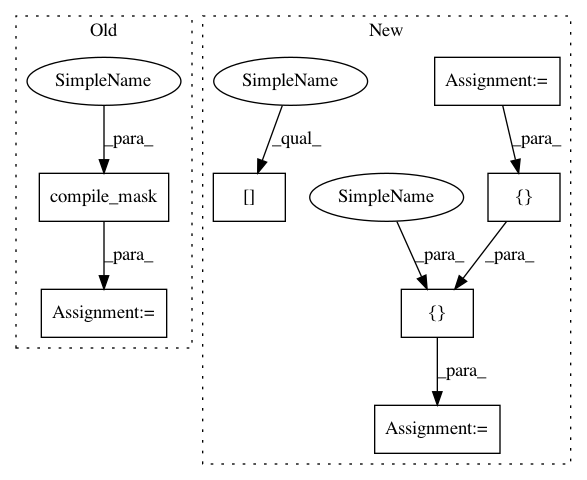 Old
New
SimpleName
SimpleName
Assignment:=
_para_
_qual_
_para_
compile_mask
[]
SimpleName
{}
_para_
_para_
_para_
Assignment:=
{}
_para_
Assignment:=